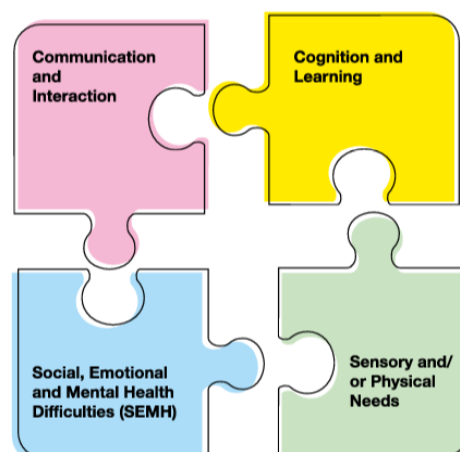 Communication
and
Interaction
Cognition and
Learning
Social, Emotional
and Mental Health
Difficulties (SEMH)
Sensory and/
or Physical
Needs